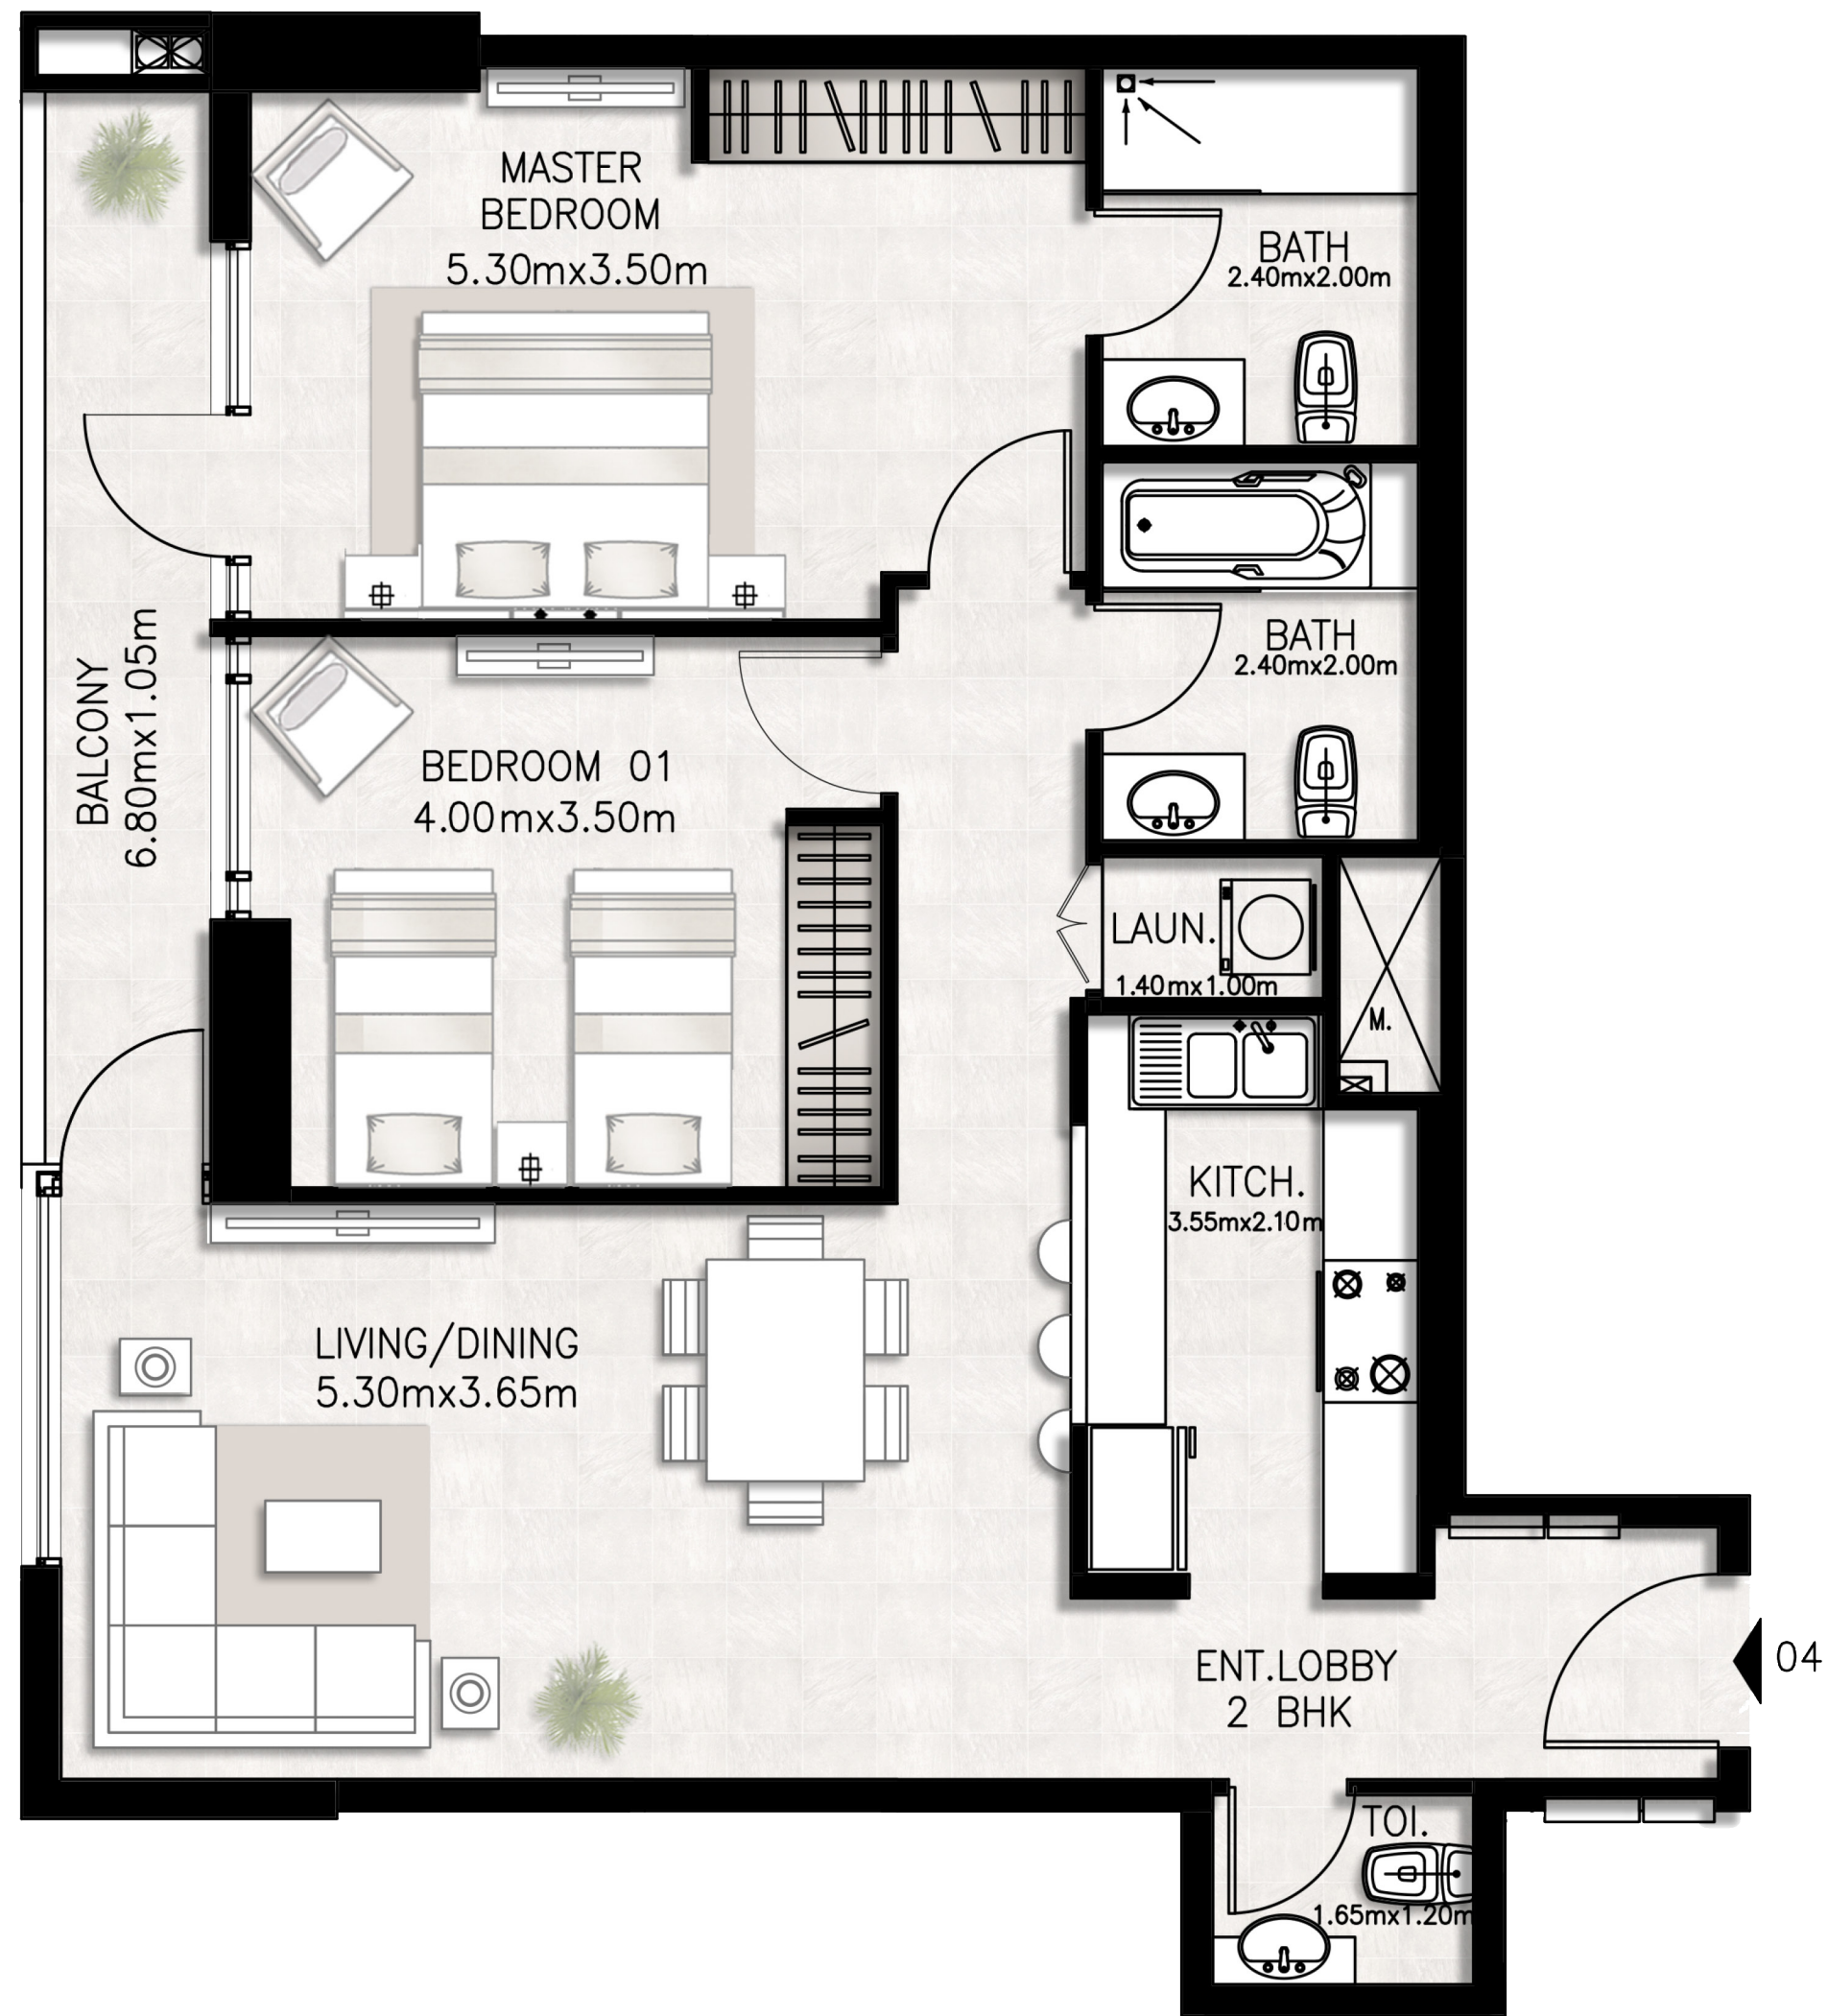 MASTER
BEDROOM
5.30mx3.50m
BATH
2.40mx2.00m
BALCONY
6.80mx1.05m
BATH
2.40mx2.00m
BEDROOM 01
4.00mx3.50m
LAUN.
1.40mx1.00m
M.
KITCH.
3.55mx2.10m
LIVING/DINING
5.30mx3.65m
ENT.LOBBY
2 BHK
04
TOI.
1.65mx1.20m